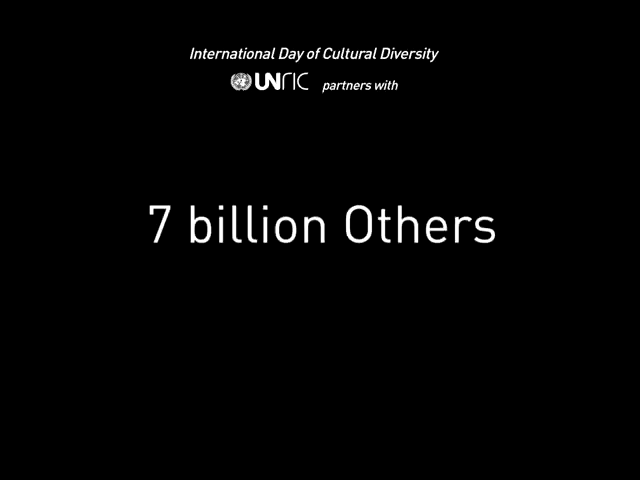 International Day of Cultural Diversity
UNric partners with
7 billion Others